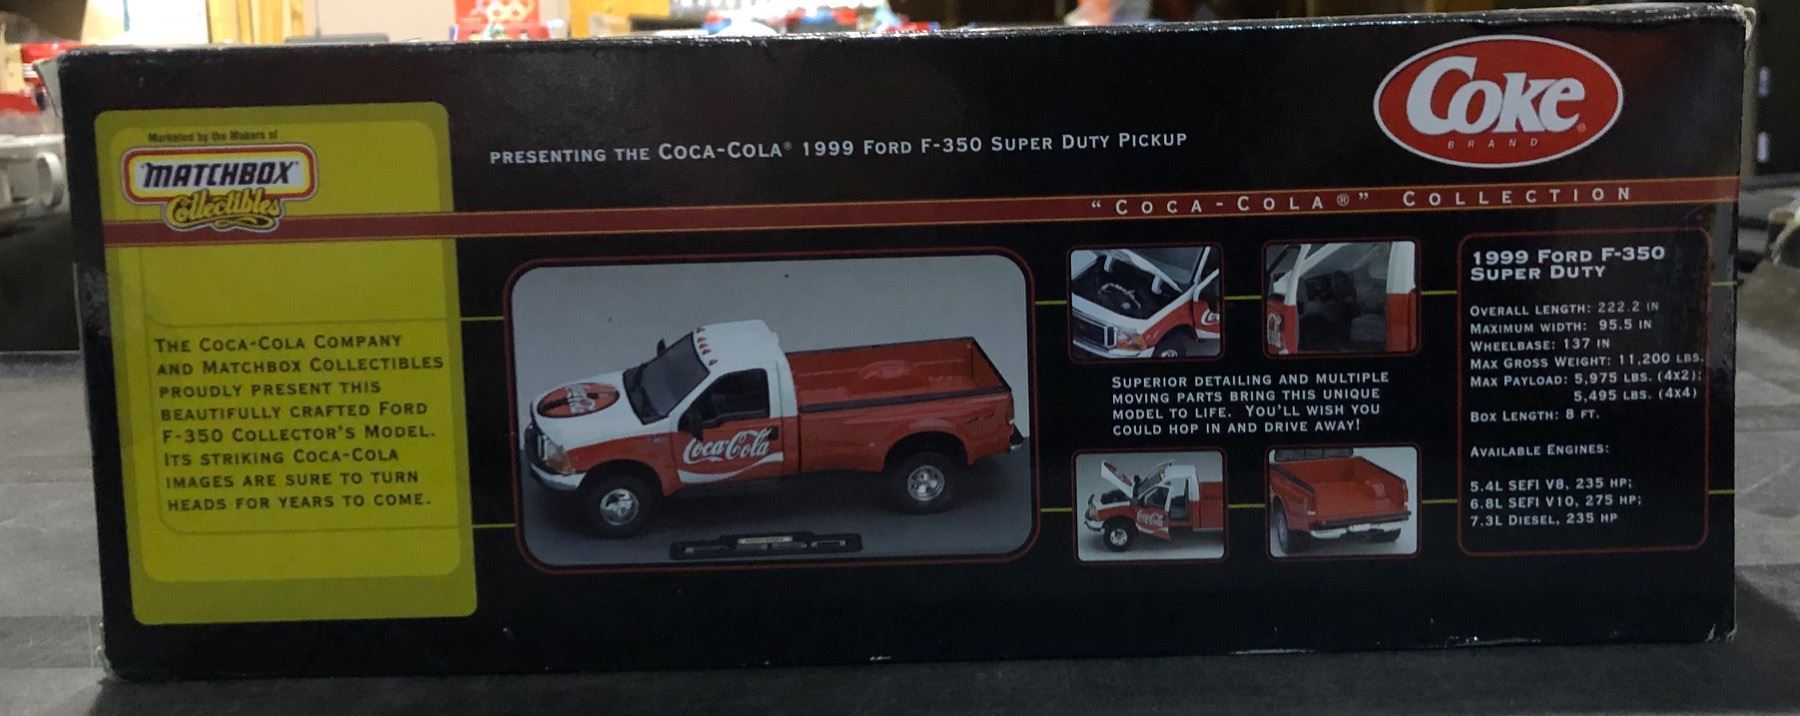 Marketed by the Makers of
MATCHBOX
Collectibles
THE COCA-COLA COMPANY
AND MATCHBOX COLLECTIBLES
PROUDLY PRESENT THIS
BEAUTIFULLY CRAFTED FORD
F-350 COLLECTOR'S MODEL.
ITS STRIKING COCA-COLA
IMAGES ARE SURE TO TURN
HEADS FOR YEARS TO COME.
PRESENTING THE COCA-COLA® 1999 FORD F-350 SUPER DUTY PICKUP
Coke®
BRAND
"COCA-COLA®" COLLECTION
Coca-Cola
Coca-Cola
SUPERIOR DETAILING AND MULTIPLE
MOVING PARTS BRING THIS UNIQUE
MODEL TO LIFE. YOU'LL WISH YOU
COULD HOP IN AND DRIVE AWAY!
Coca-Cola
1999 FORD F-350
SUPER DUTY
OVERALL LENGTH: 222.2 IN
MAXIMUM WIDTH: 95.5 IN
WHEELBASE: 137 IN
MAX GROSS WEIGHT: 11,200 LBS.
MAX PAYLOAD: 5,975 LBS. (4X2);
5,495 LBS. (4X4)
BOX LENGTH: 8 FT.
AVAILABLE ENGINES:
5.4L SEFI V8, 235 HP;
6.8L SEFI V10, 275 HP;
7.3L DIESEL, 235 HP